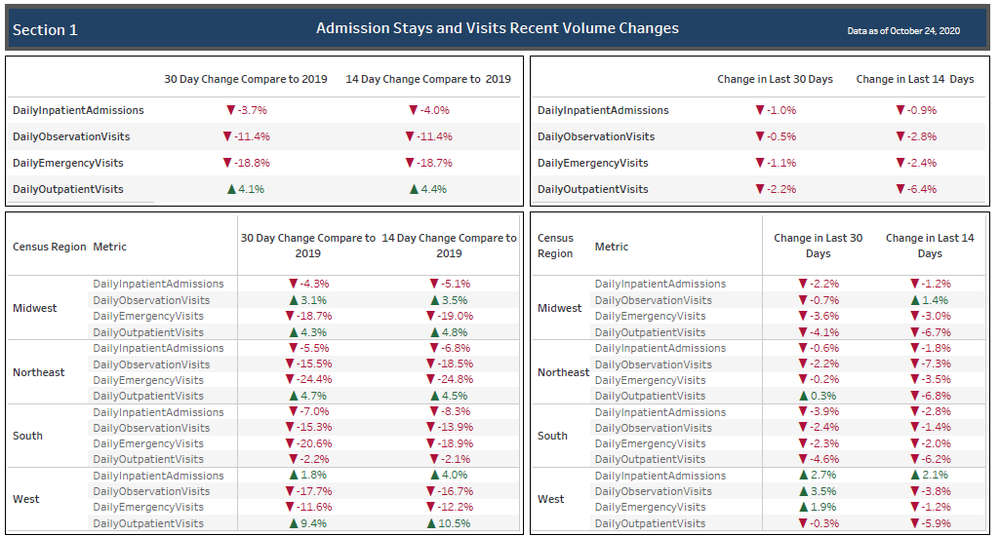 Section 1
Admission Stays and Visits Recent Volume Changes
Data as of October 24, 2020
30 Day Change Compare to 2019 14 Day Change Compare to 2019
DailyInpatientAdmissions ▼ -3.7% ▼ -4.0%
DailyObservationVisits ▼ -11.4% ▼ -11.4%
DailyEmergencyVisits ▼ -18.8% ▼ -18.7%
DailyOutpatientVisits ▲ 4.1% ▲ 4.4%
Change in Last 30 Days Change in Last 14 Days
DailyInpatientAdmissions ▼ -1.0% ▼ -0.9%
DailyObservationVisits ▼ -0.5% ▼ -2.8%
DailyEmergencyVisits ▼ -1.1% ▼ -2.4%
DailyOutpatientVisits ▼ -2.2% ▼ -6.4%
Census Region Metric 30 Day Change Compare to 14 Day Change Compare to
2019 2019
Midwest
DailyInpatientAdmissions ▼ -4.3% ▼ -5.1%
DailyObservationVisits ▲ 3.1% ▲ 3.5%
DailyEmergencyVisits ▼ -18.7% ▼ -19.0%
DailyOutpatientVisits ▲ 4.3% ▲ 4.8%
Northeast
DailyInpatientAdmissions ▼ -5.5% ▼ -6.8%
DailyObservationVisits ▼ -15.5% ▼ -18.5%
DailyEmergencyVisits ▼ -24.4% ▼ -24.8%
DailyOutpatientVisits ▲ 4.7% ▲ 4.5%
South
DailyInpatientAdmissions ▼ -7.0% ▼ -8.3%
DailyObservationVisits ▼ -15.3% ▼ -13.9%
DailyEmergencyVisits ▼ -20.6% ▼ -18.9%
DailyOutpatientVisits ▼ -2.2% ▼ -2.1%
West
DailyInpatientAdmissions ▲ 1.8% ▲ 4.0%
DailyObservationVisits ▼ -17.7% ▼ -16.7%
DailyEmergencyVisits ▼ -11.6% ▼ -12.2%
DailyOutpatientVisits ▲ 9.4% ▲ 10.5%
Census Metric Change in Last 30 Change in Last 14
Region Days Days
Midwest
DailyInpatientAdmissions ▼ -2.2% ▼ -1.2%
DailyObservationVisits ▼ -0.7% ▲ 1.4%
DailyEmergencyVisits ▼ -3.6% ▼ -3.0%
DailyOutpatientVisits ▼ -4.1% ▼ -6.7%
Northeast
DailyInpatientAdmissions ▼ -0.6% ▼ -1.8%
DailyObservationVisits ▼ -2.2% ▼ -7.3%
DailyEmergencyVisits ▼ -0.2% ▼ -3.5%
DailyOutpatientVisits ▲ 0.3% ▼ -6.8%
South
DailyInpatientAdmissions ▼ -3.9% ▼ -2.8%
DailyObservationVisits ▼ -2.4% ▼ -1.4%
DailyEmergencyVisits ▼ -2.3% ▼ -2.0%
DailyOutpatientVisits ▼ -4.6% ▼ -6.2%
West
DailyInpatientAdmissions ▲ 2.7% ▲ 2.1%
DailyObservationVisits ▲ 3.5% ▼ -3.8%
DailyEmergencyVisits ▲ 1.9% ▼ -1.2%
DailyOutpatientVisits ▼ -0.3% ▼ -5.9%